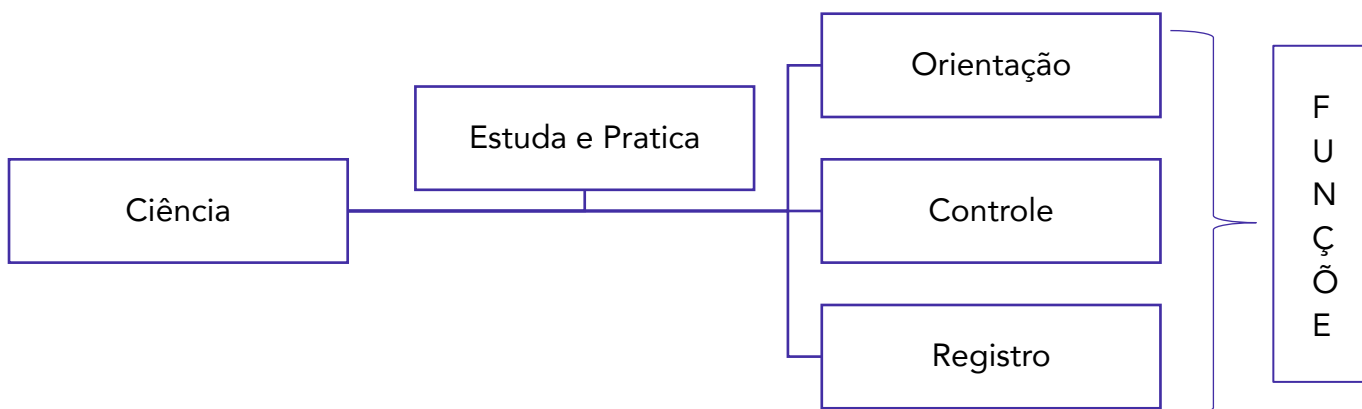 Orientação
Estuda e Pratica
Ciência
Controle
Registro
F
U
N
Ç
Õ
E